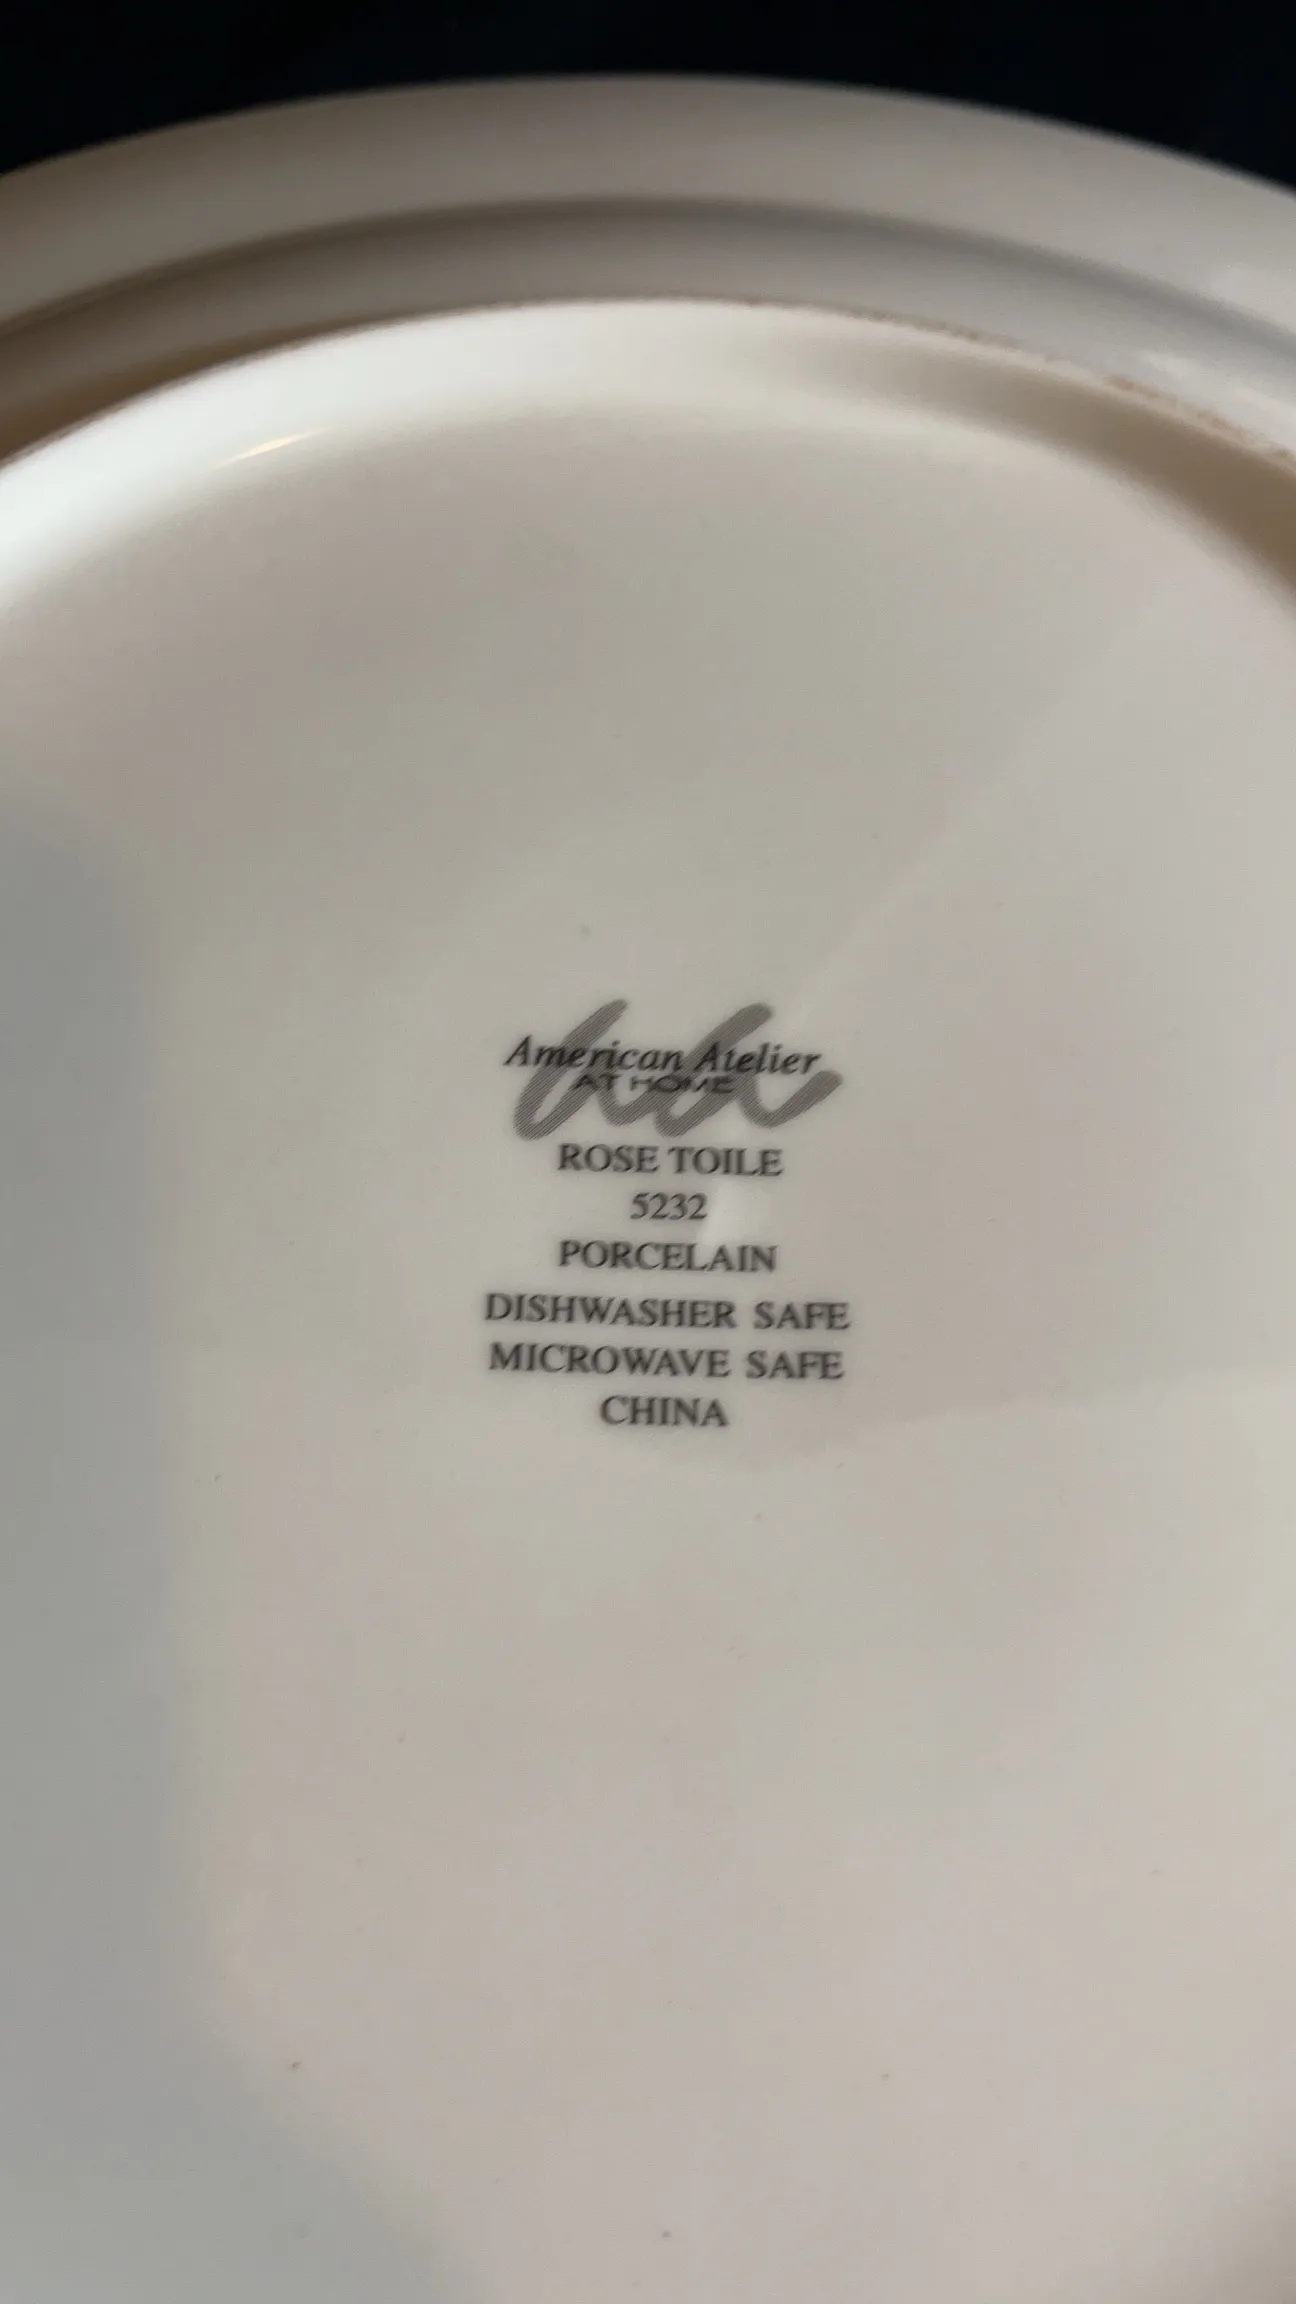 American Atelier
AT HOME
ROSE TOILE
5232
PORCELAIN
DISHWASHER SAFE
MICROWAVE SAFE
CHINA